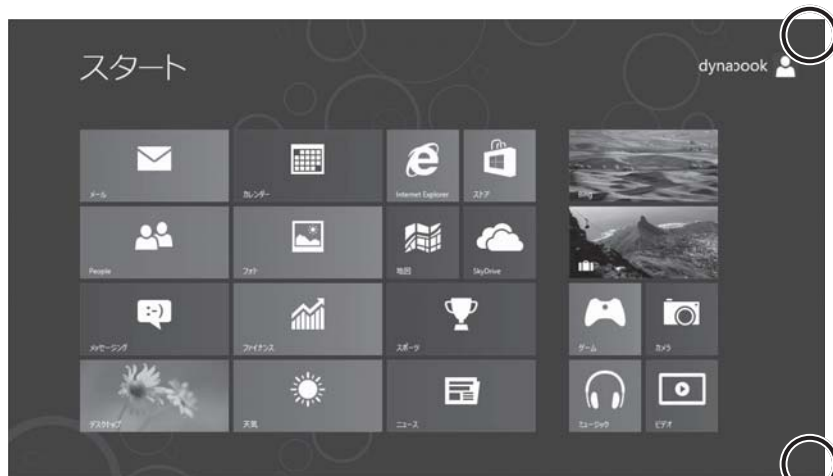 スタート
dynabook
メール
カレンダー
Internet Explorer
ストア
Bing
People
フォト
地図
SkyDrive
メッセージング
ファイナンス
スポーツ
ゲーム
カメラ
デスクトップ
天気
ニュース
ミュージック
ビデオ